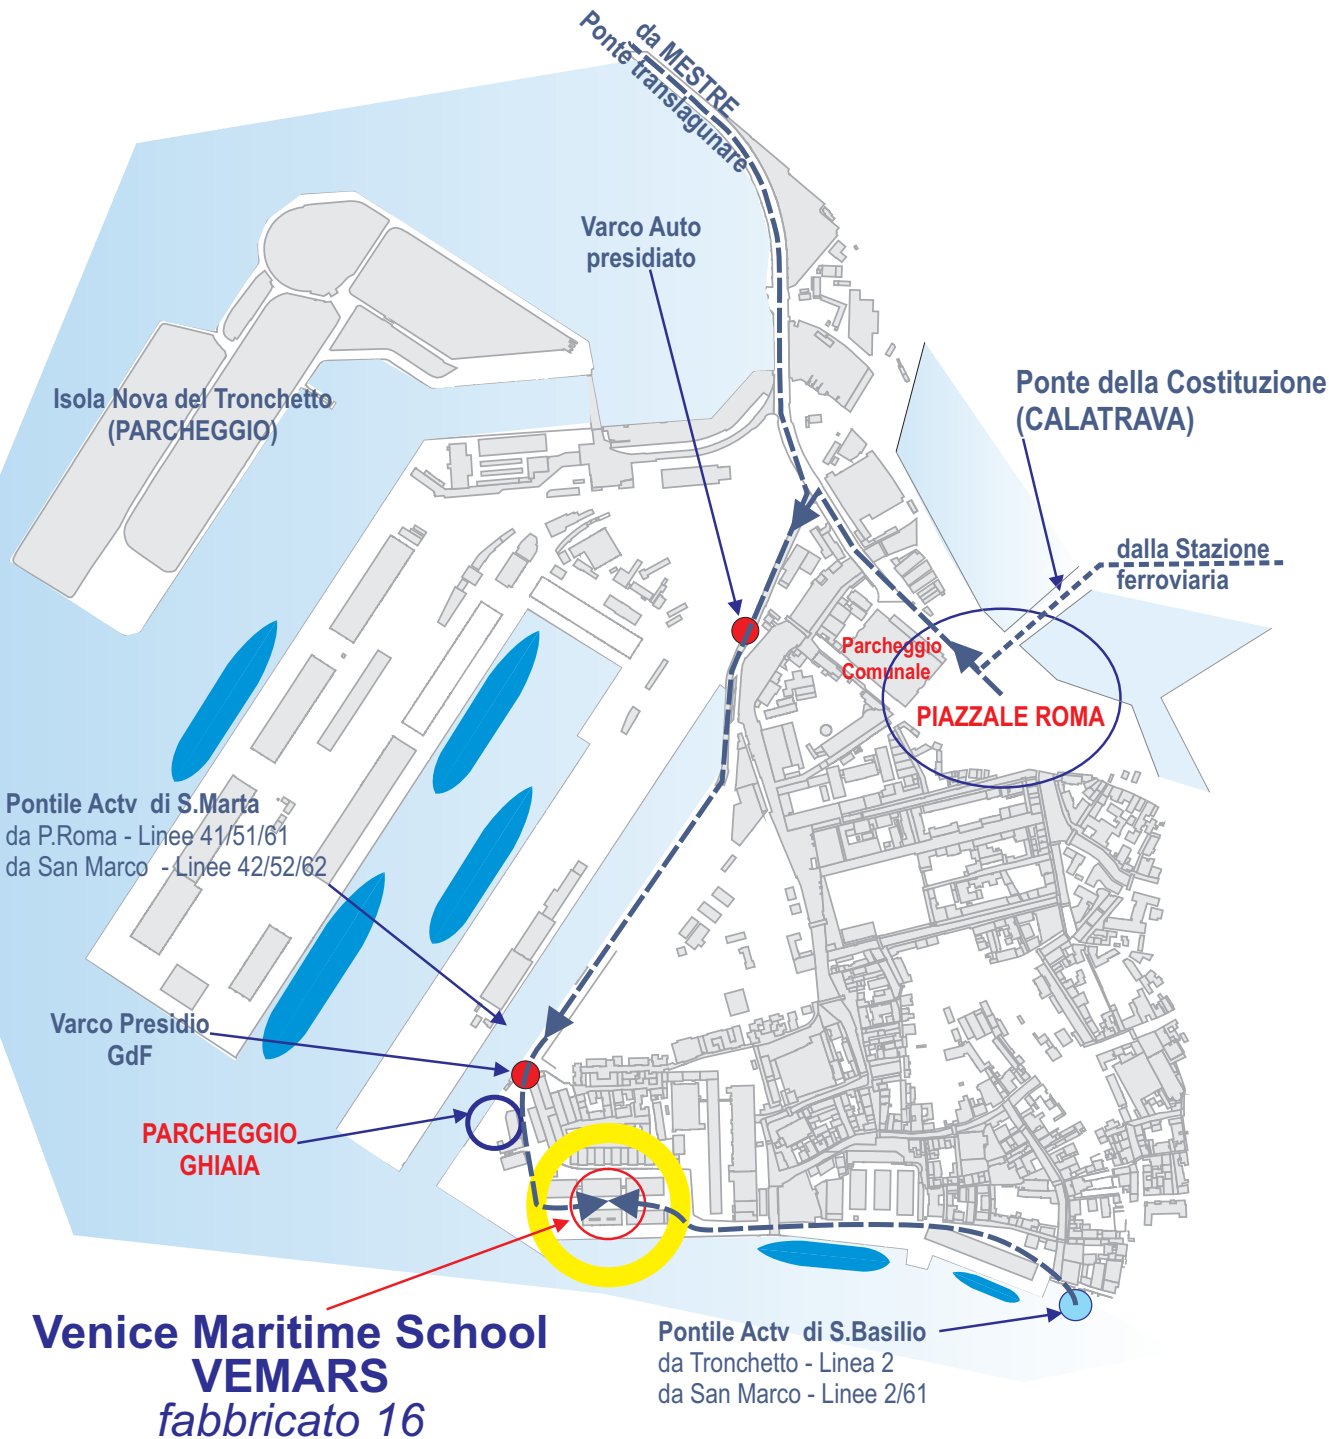 da MESTRE
Ponte translagunare
Varco Auto
presidiato
Isola Nova del Tronchetto
(PARCHEGGIO)
Ponte della Costituzione
(CALATRAVA)
dalla Stazione
ferroviaria
Parcheggio
Comunale
PIAZZALE ROMA
Pontile Actv di S.Marta
da P.Roma - Linee 41/51/61
da San Marco - Linee 42/52/62
Varco Presidio
GdF
PARCHEGGIO
GHIAIA
Venice Maritime School
VEMARS
fabbricato 16
Pontile Actv di S.Basilio
da Tronchetto - Linea 2
da San Marco - Linee 2/61